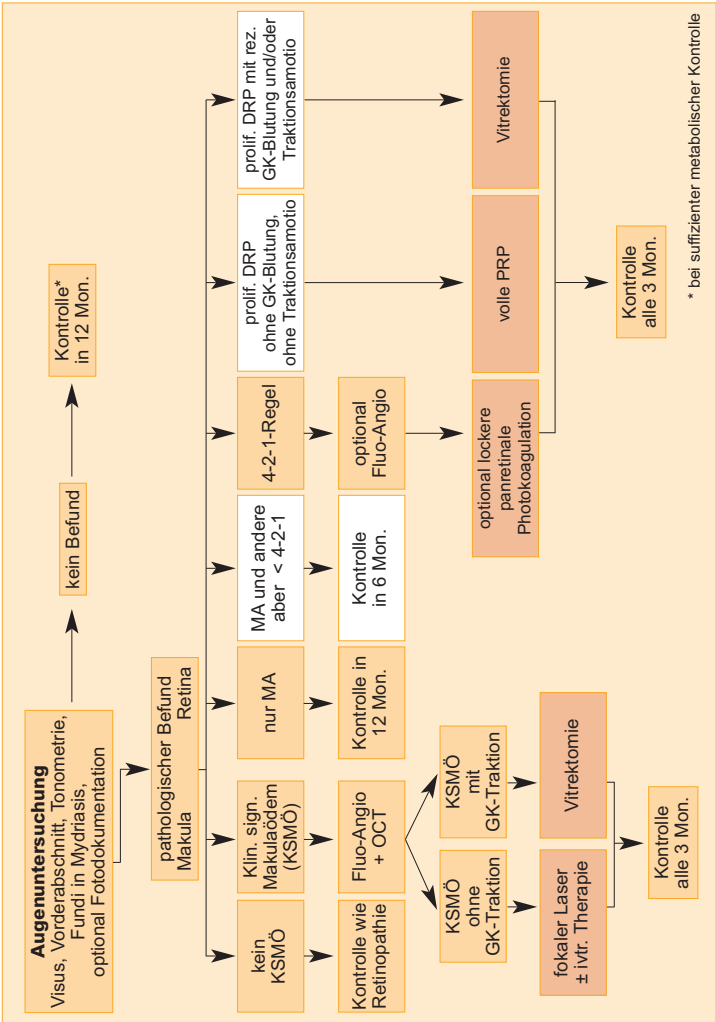 Augenuntersuchung
Visus, Vorderabschnitt, Tonometrie,
Fundi in Mydriasis,
optional Fotodokumentation
kein Befund
Kontrolle*
in 12 Mon.
pathologischer Befund
Makula Retina
kein
KSMÖ
Klin. sign.
Makulaödem
(KSMÖ)
nur MA
MA und andere
aber < 4-2-1
4-2-1-Regel
prolif. DRP
ohne GK-Blutung,
ohne Traktionsamotio
prolif. DRP mit rez.
GK-Blutung und/oder
Traktionsamotio
Kontrolle wie
Retinopathie
Fluo-Angio
+ OCT
Kontrolle in
12 Mon.
Kontrolle
in 6 Mon.
optional
Fluo-Angio
KSMÖ
ohne
GK-Traktion
KSMÖ
mit
GK-Traktion
optional lockere
panretinale
Photokoagulation
volle PRP
Vitrektomie
fokaler Laser
± ivtr. Therapie
Vitrektomie
Kontrolle
alle 3 Mon.
Kontrolle
alle 3 Mon.
* bei suffizienter metabolischer Kontrolle